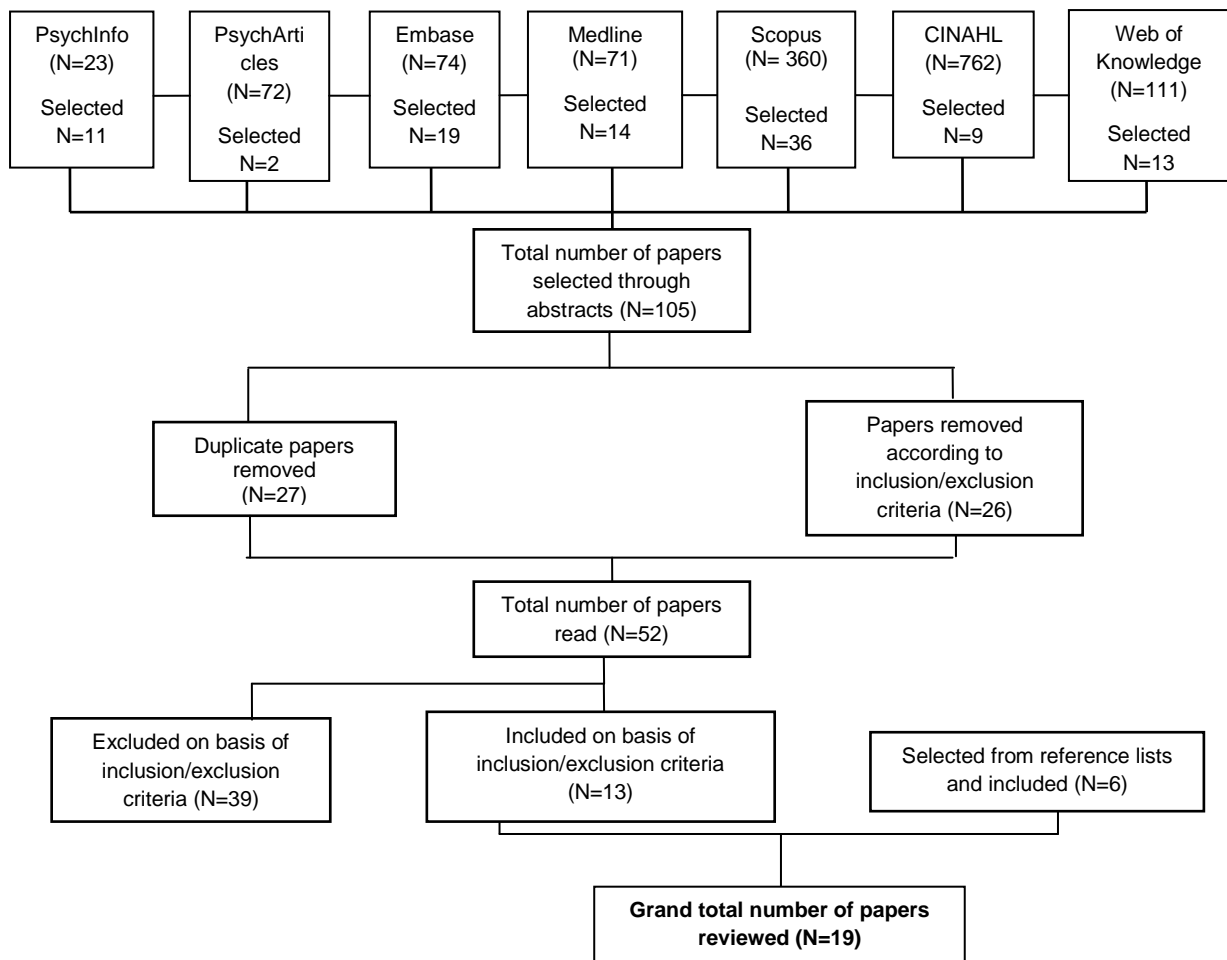 PsychInfo
(N=23)
Selected
N=11
PsychArti
cles
(N=72)
Selected
N=2
Embase
(N=74)
Selected
N=19
Medline
(N=71)
Selected
N=14
Scopus
(N= 360)
Selected
N=36
CINAHL
(N=762)
Selected
N=9
Web of
Knowledge
(N=111)
Selected
N=13
Total number of papers
selected through
abstracts (N=105)
Duplicate papers
removed
(N=27)
Papers removed
according to
inclusion/exclusion
criteria (N=26)
Total number of papers
read (N=52)
Excluded on basis of
inclusion/exclusion
criteria (N=39)
Included on basis of
inclusion/exclusion criteria
(N=13)
Selected from reference lists
and included (N=6)
Grand total number of papers
reviewed (N=19)